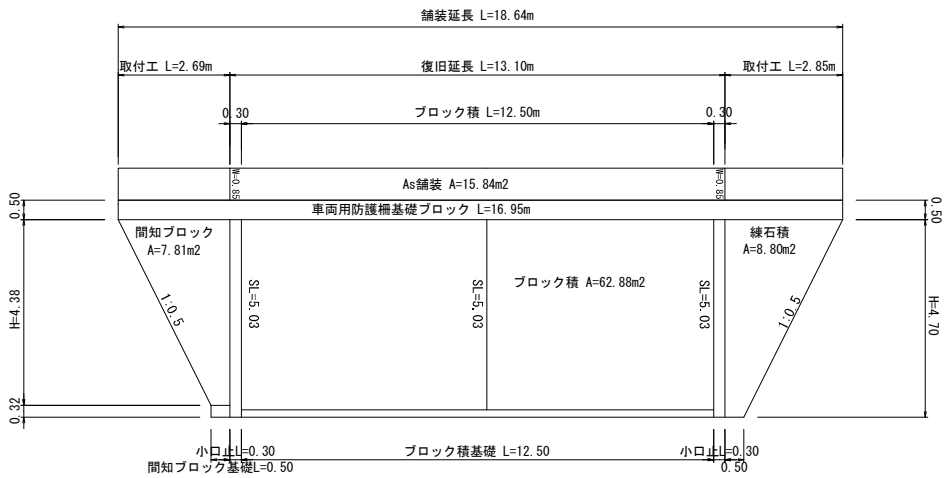 舗装延長 L=18.64m
取付工 L=2.69m
復旧延長 L=13.10m
取付工 L=2.85m
0.30
ブロック積 L=12.50m
0.30
W=0.85
As舗装 A=15.84m2
W=0.85
0.50
車両用防護柵基礎ブロック L=16.95m
0.50
間知ブロック
A=7.81m2
練石積
A=8.80m2
H=4.38
1:0.5
SL=5.03
SL=5.03
ブロック積 A=62.88m2
SL=5.03
1:0.5
H=4.70
0.32
小口止L=0.30
ブロック積基礎 L=12.50
小口止L=0.30
間知ブロック基礎L=0.50
0.50